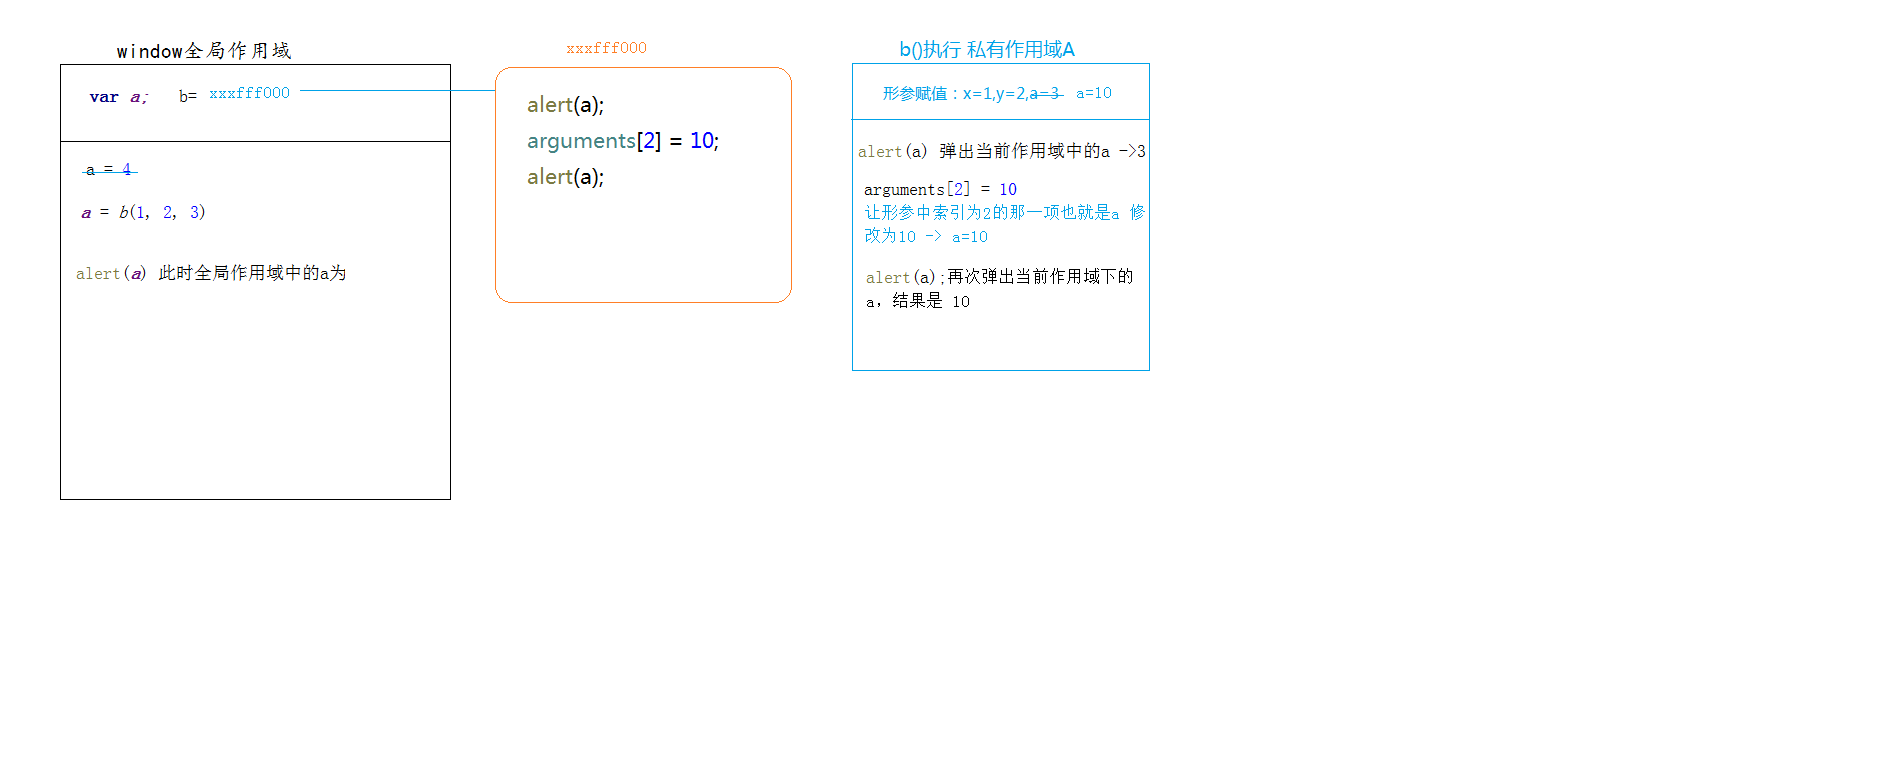 window全局作用域
var a; b= xxxfff000
a = 4
a = b(1, 2, 3)
alert(a) 此时全局作用域中的a为
xxxfff000
alert(a);
arguments[2] = 10;
alert(a);
b()执行 私有作用域A
形参赋值：x=1,y=2,a=3 a=10
alert(a) 弹出当前作用域中的a ->3
arguments[2] = 10
让形参中索引为2的那一项也就是a 修
改为10 -> a=10
alert(a);再次弹出当前作用域下的
a，结果是 10